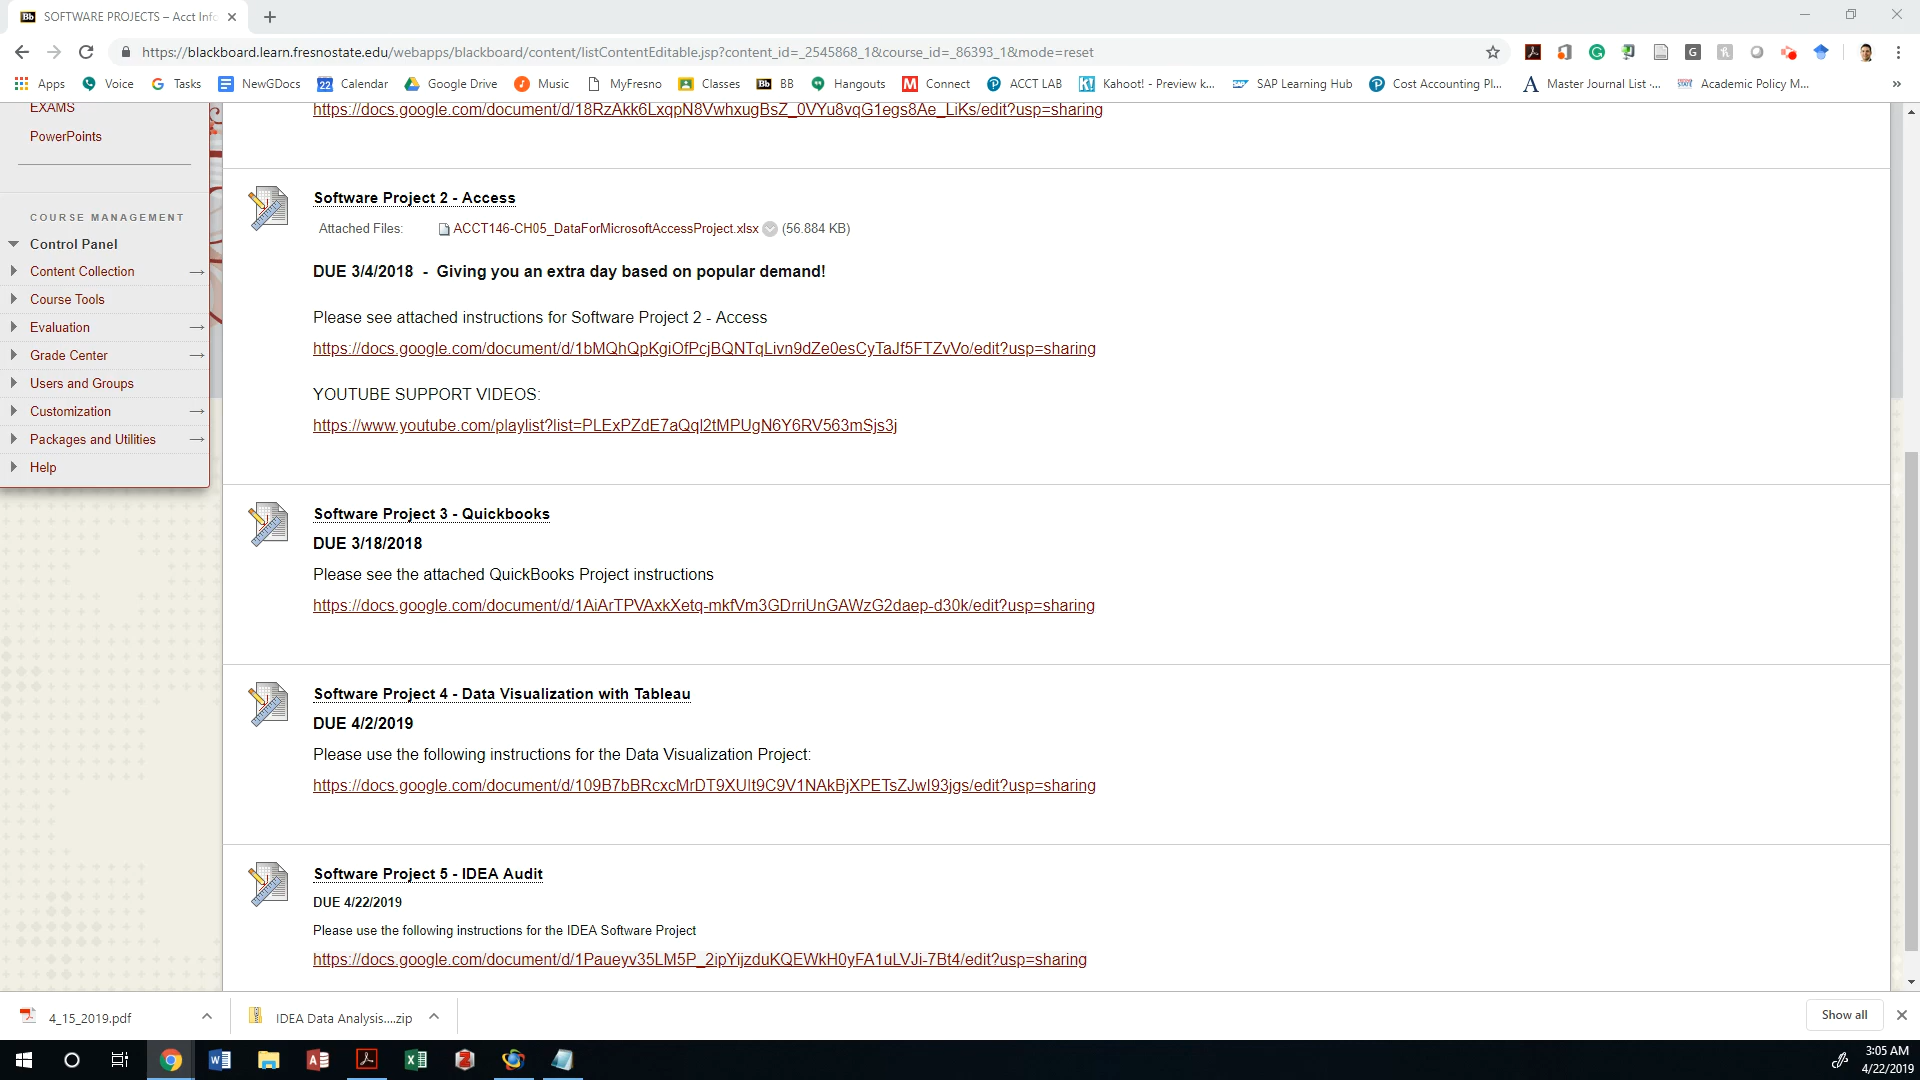 SOFTWARE PROJECTS – Acct Info
https://blackboard.learn.fresnostate.edu/webapps/blackboard/content/listContentEditable.jsp?content_id=_2545868_1&course_id=_86393_1&mode=reset
Apps Voice Tasks NewGDocs Calendar Google Drive Music MyFresno Classes BB Hangouts Connect ACCT LAB Kahoot! - Preview k... SAP Learning Hub Cost Accounting Pl... Master Journal List -... Academic Policy M...
EXAMS
PowerPoints
COURSE MANAGEMENT
Control Panel
Content Collection
Course Tools
Evaluation
Grade Center
Users and Groups
Customization
Packages and Utilities
Help
https://docs.google.com/document/d/18RzAkk6LxqpN8VwhxugBsZ_0VYu8vqG1egs8Ae_LiKs/edit?usp=sharing
Software Project 2 - Access
Attached Files: ACCT146-CH05_DataForMicrosoftAccessProject.xlsx (56.884 KB)
DUE 3/4/2018 - Giving you an extra day based on popular demand!
Please see attached instructions for Software Project 2 - Access
https://docs.google.com/document/d/1bMQhQpKgiOfPcjBQNTqLivn9dZe0esCyTaJf5FTZvVo/edit?usp=sharing
YOUTUBE SUPPORT VIDEOS:
https://www.youtube.com/playlist?list=PLExPZdE7aQql2tMPUgN6Y6RV563mSjs3j
Software Project 3 - Quickbooks
DUE 3/18/2018
Please see the attached QuickBooks Project instructions
https://docs.google.com/document/d/1AiArTPVAxkXetq-mkfVm3GDrriUnGAWzG2daep-d30k/edit?usp=sharing
Software Project 4 - Data Visualization with Tableau
DUE 4/2/2019
Please use the following instructions for the Data Visualization Project:
https://docs.google.com/document/d/109B7bBRcxcMrDT9XUIt9C9V1NAkBjXPETsZJwI93jgs/edit?usp=sharing
Software Project 5 - IDEA Audit
DUE 4/22/2019
Please use the following instructions for the IDEA Software Project
https://docs.google.com/document/d/1Paueyv35LM5P_2ipYijzduKQEWkH0yFA1uLVJi-7Bt4/edit?usp=sharing
4_15_2019.pdf
IDEA Data Analysis....zip
Show all
3:05 AM
4/22/2019